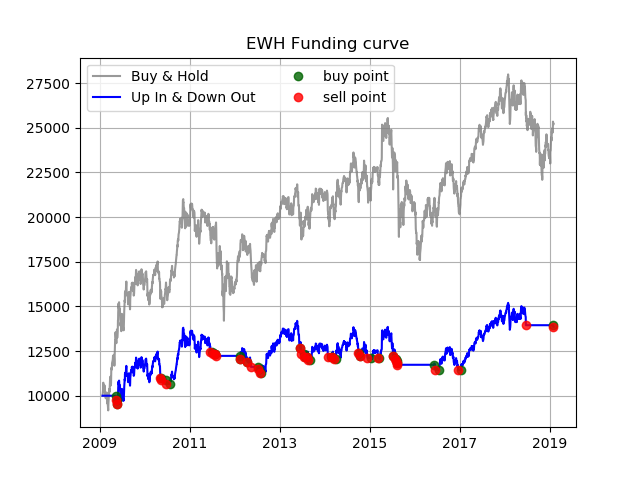 EWH Funding curve
Buy & Hold
Up In & Down Out
buy point
sell point
27500
25000
22500
20000
17500
15000
12500
10000
2009
2011
2013
2015
2017
2019